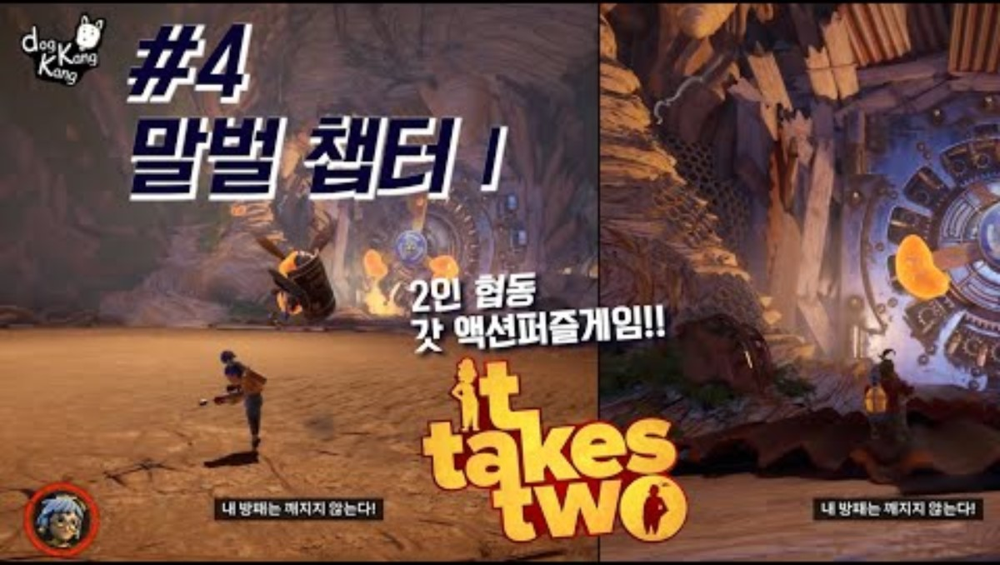 dog
Kang
Kang
#4
말벌 챕터 1
2인 협동
갓 액션퍼즐게임!!
it
takes
two
내 방패는 깨지지 않는다!
내 방패는 깨지지 않는다!